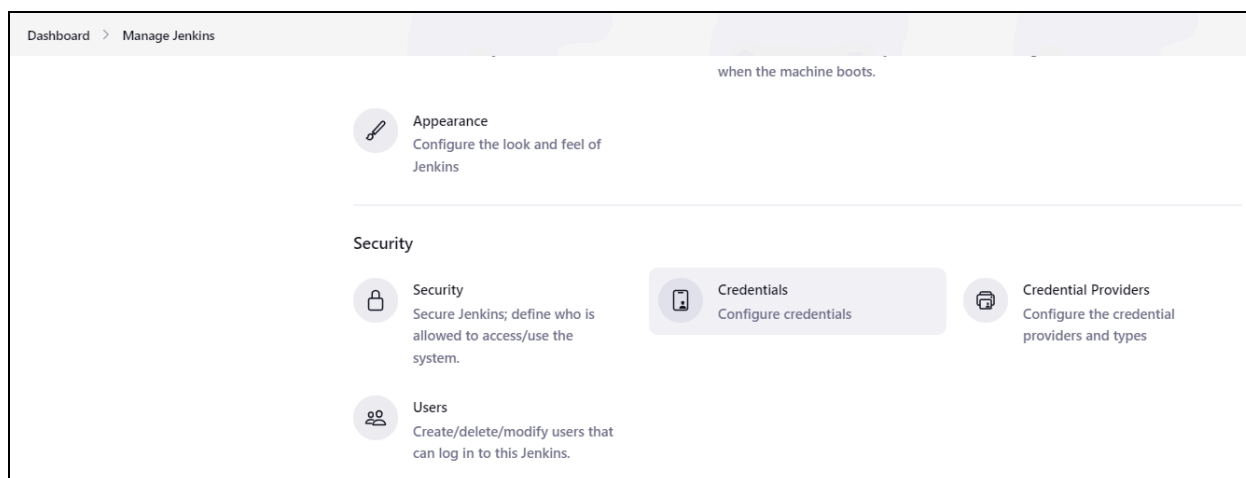 Dashboard > Manage Jenkins
when the machine boots.
Appearance
Configure the look and feel of
Jenkins
Security
Security
Secure Jenkins; define who is
allowed to access/use the
system.
Credentials
Configure credentials
Credential Providers
Configure the credential
providers and types
Users
Create/delete/modify users that
can log in to this Jenkins.